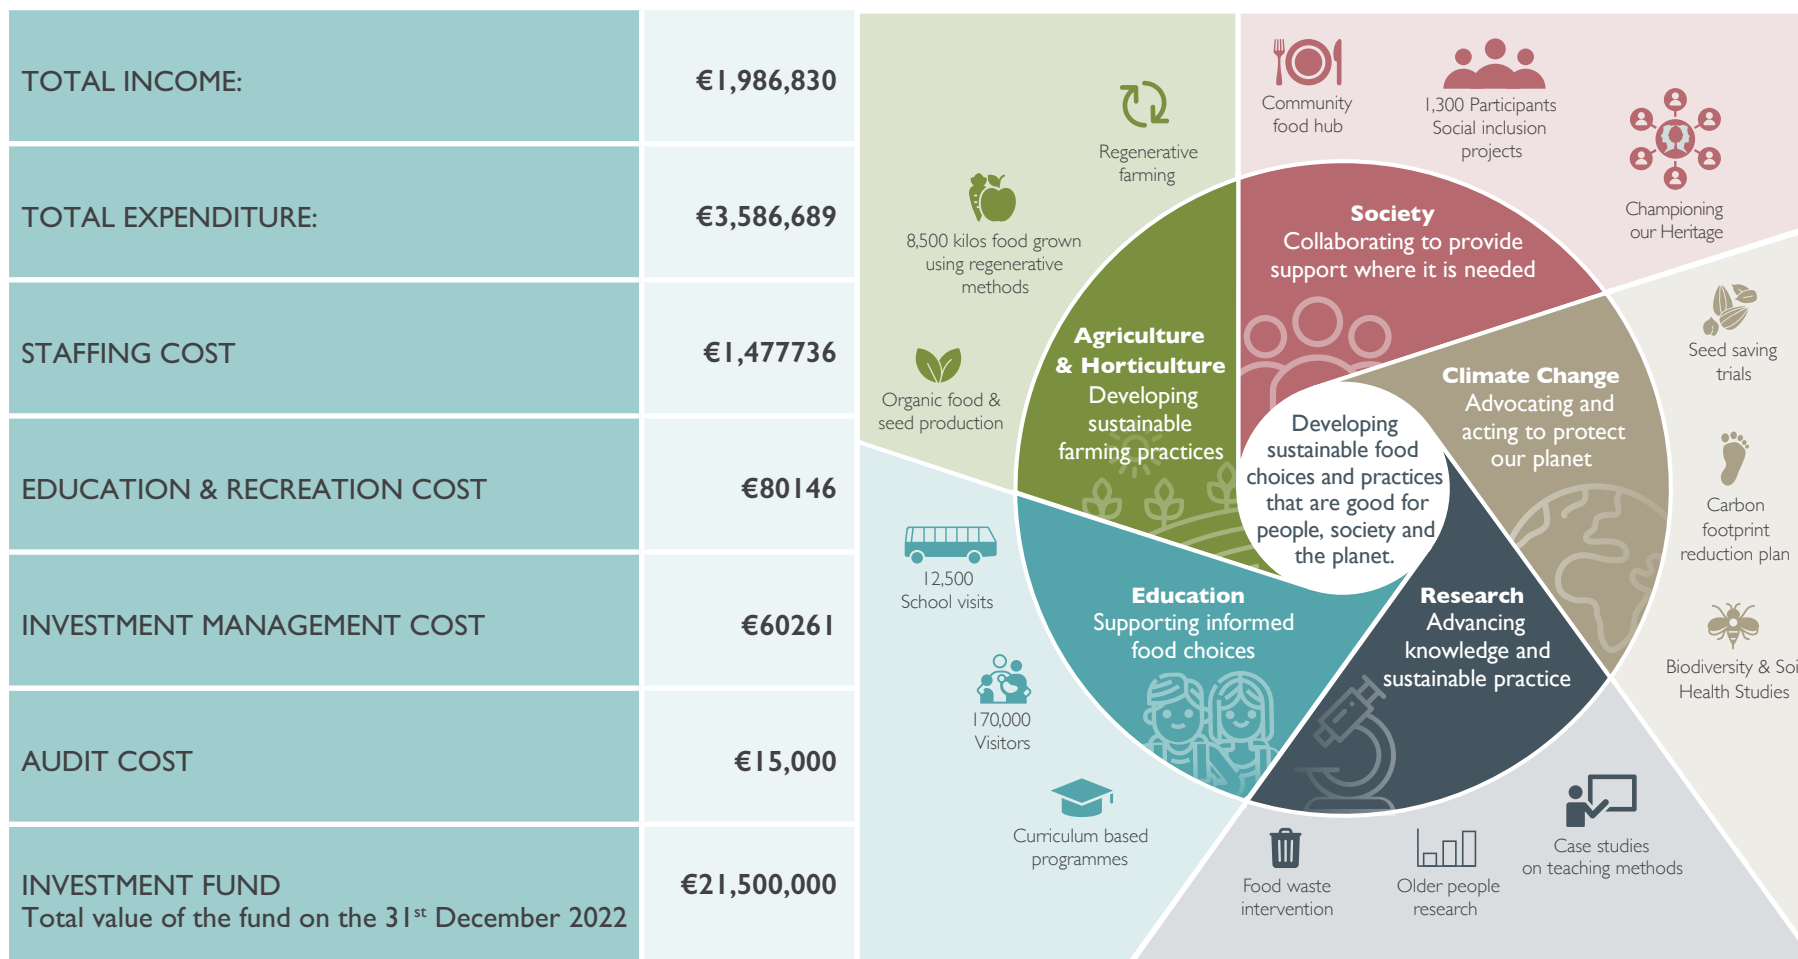 TOTAL INCOME: €1,986,830
TOTAL EXPENDITURE: €3,586,689
STAFFING COST €1,477736
EDUCATION & RECREATION COST €80146
INVESTMENT MANAGEMENT COST €60261
AUDIT COST €15,000
INVESTMENT FUND €21,500,000
Total value of the fund on the 31st December 2022
Regenerative
farming
8,500 kilos food grown
using regenerative
methods
Organic food &
seed production
Agriculture
& Horticulture
Developing
sustainable
farming practices
Community
food hub
1,300 Participants
Social inclusion
projects
Championing
our Heritage
Society
Collaborating to provide
support where it is needed
Seed saving
trials
Carbon
footprint
reduction plan
Biodiversity & Soi
Health Studies
Climate Change
Advocating and
acting to protect
our planet
Developing
sustainable food
choices and practices
that are good for
people, society and
the planet.
12,500
School visits
170,000
Visitors
Curriculum based
programmes
Education
Supporting informed
food choices
Research
Advancing
knowledge and
sustainable practice
Food waste
intervention
Older people
research
Case studies
on teaching methods